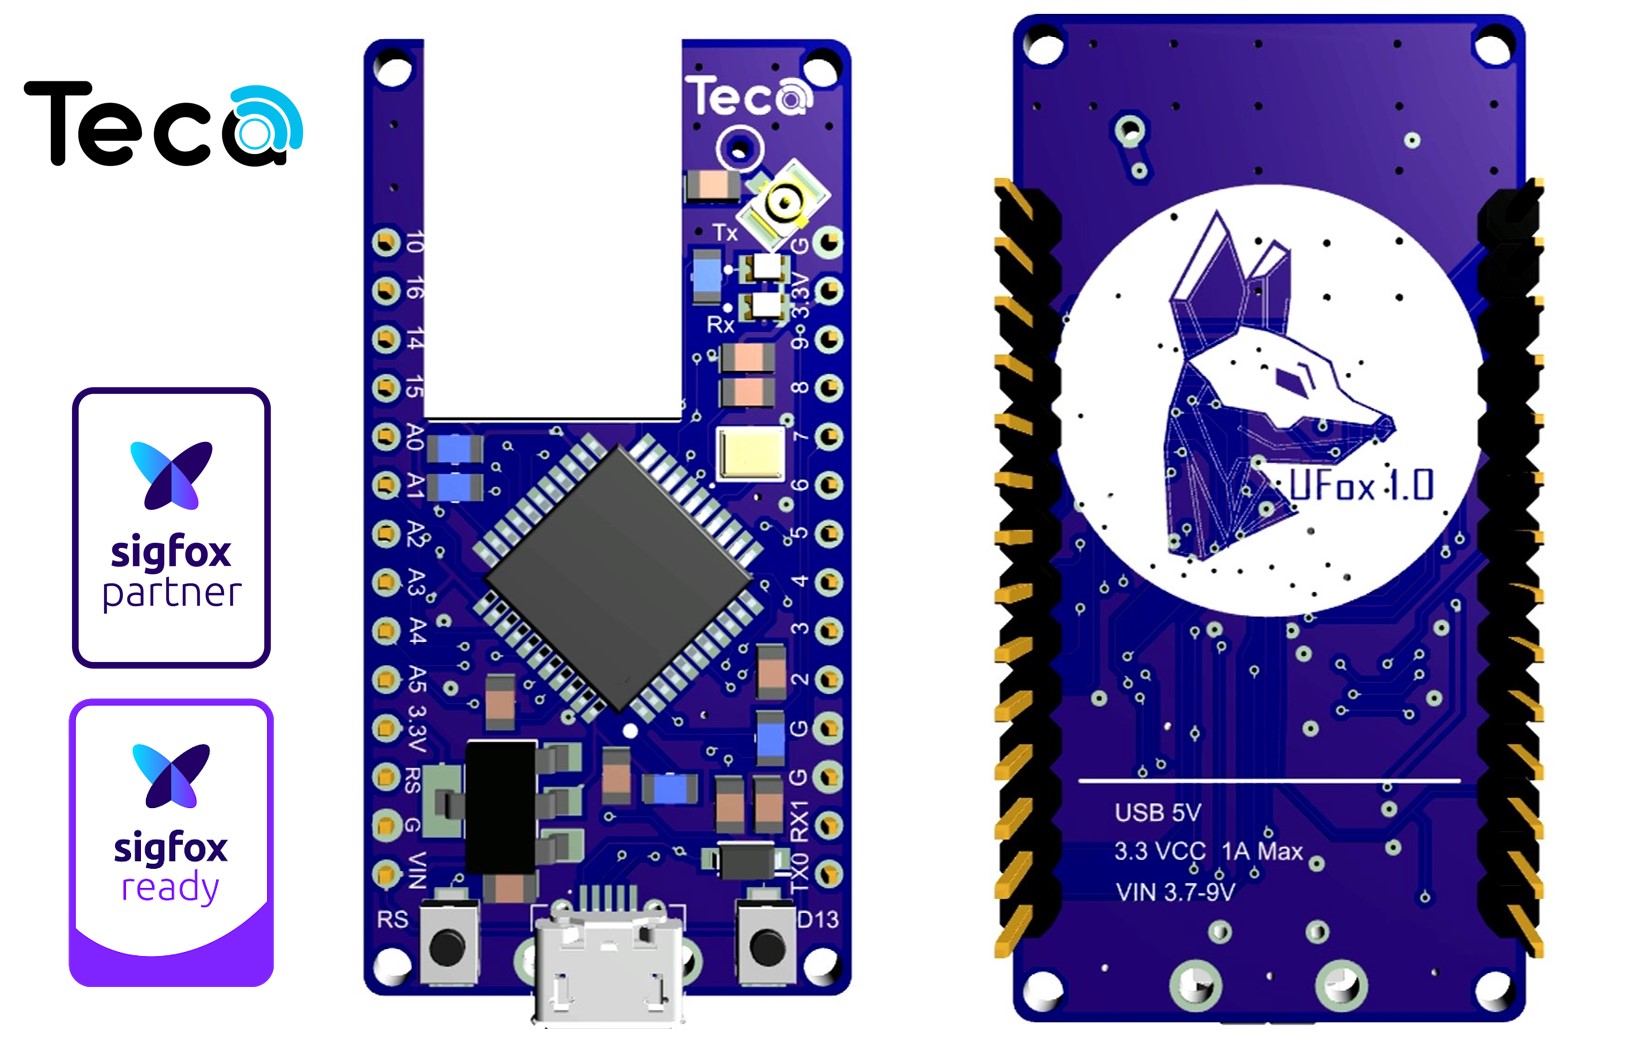 Teca
sigfox
partner
sigfox
ready
Teca
Tx
Rx
10
16
14
15
A0
A1
A2
A3
A4
A5
3.3V
RS
G
VIN
G
3.3V
9
8
7
6
5
4
3
2
G
G
RX1
TX0
RS
D13
UFox 1.0
USB 5V
3.3 VCC 1A Max
VIN 3.7-9V